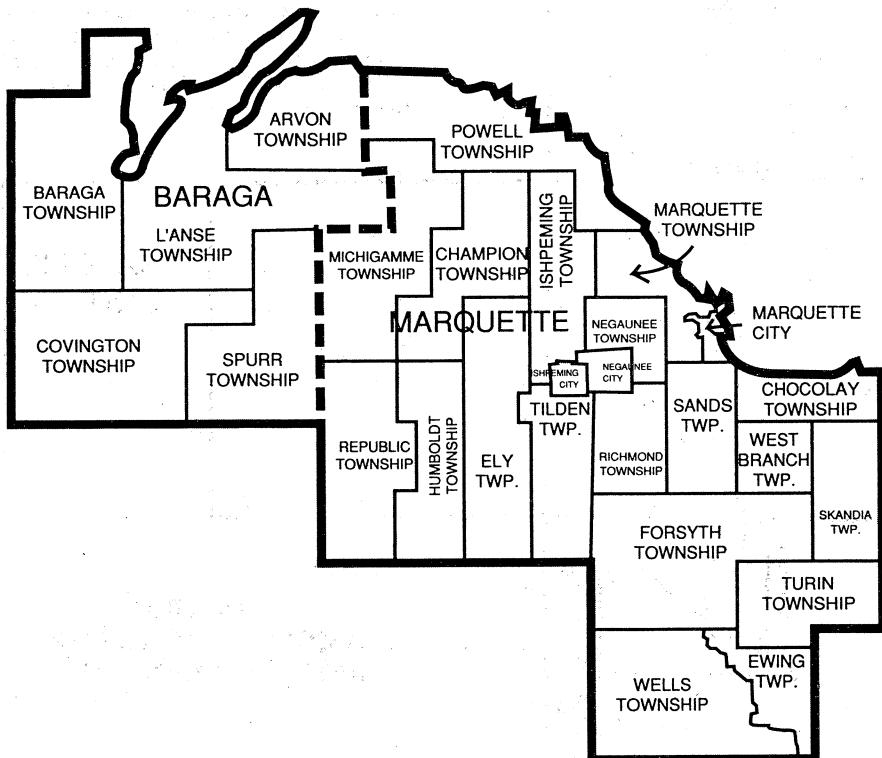 ARVON
TOWNSHIP
POWELL
TOWNSHIP
BARAGA
TOWNSHIP
BARAGA
L'ANSE
TOWNSHIP
MICHIGAMME
TOWNSHIP
CHAMPION
TOWNSHIP
ISHPEMING
TOWNSHIP
MARQUETTE
TOWNSHIP
MARQUETTE
CITY
MARQUETTE
NEGAUNEE
TOWNSHIP
COVINGTON
TOWNSHIP
SPURR
TOWNSHIP
ISHPEMING
CITY
NEGAUNEE
CITY
CHOCOLAY
TOWNSHIP
TILDEN
TWP.
SANDS
TWP.
REPUBLIC
TOWNSHIP
HUMBOLDT
TOWNSHIP
ELY
TWP.
RICHMOND
TOWNSHIP
WEST
BRANCH
TWP.
SKANDIA
TWP.
FORSYTH
TOWNSHIP
TURIN
TOWNSHIP
WELLS
TOWNSHIP
EWING
TWP.